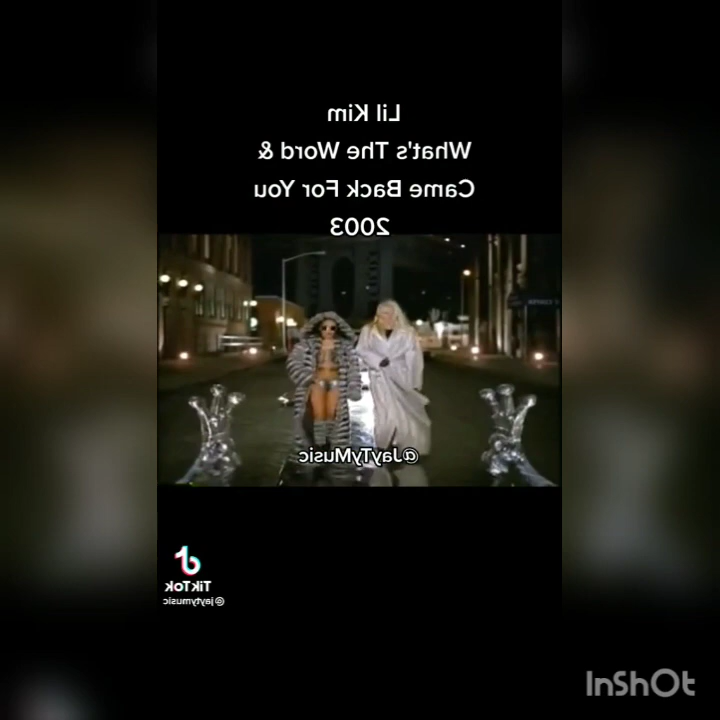 Lil Kim
What's The Word &
Came Back For You
2003
@JayTyMusic
TikTok
@jaytymusic
InShOt